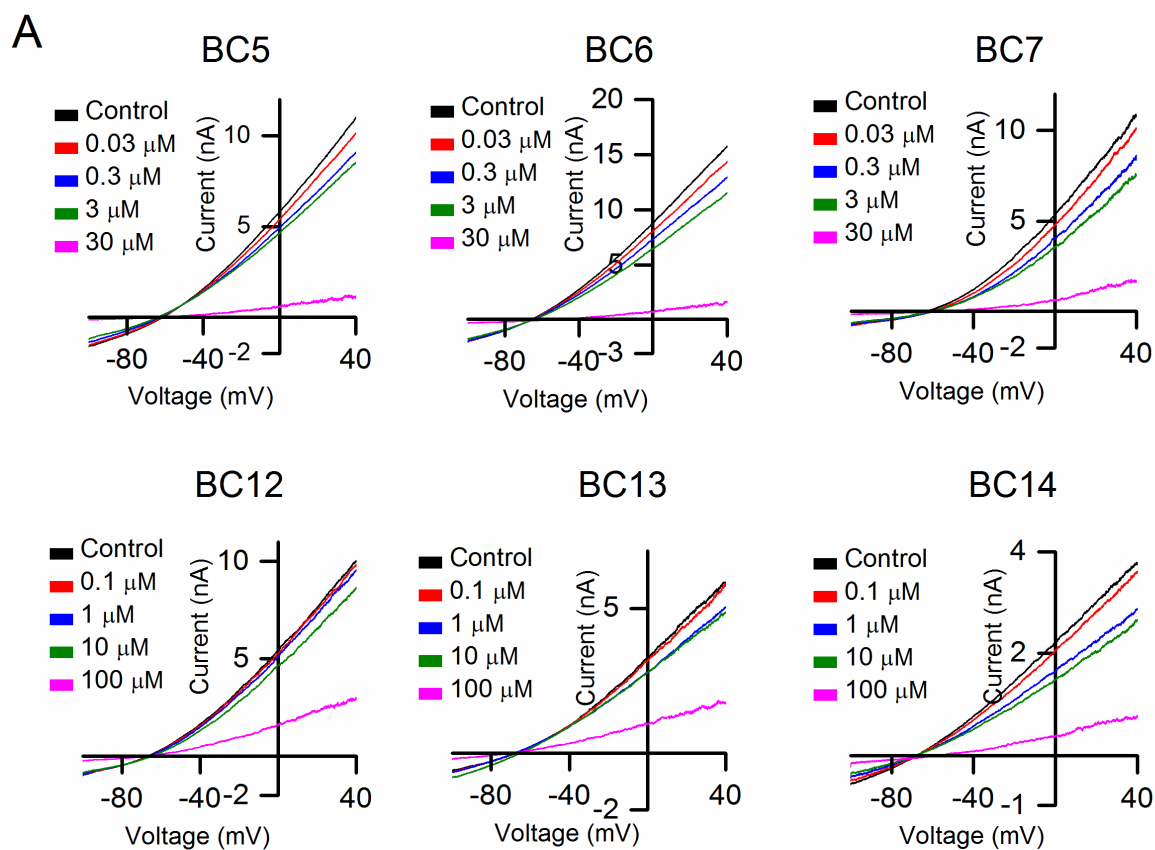 A
BC5
Control
0.03 µM
0.3 µM
3 µM
30 µM
Current (nA)
10
5
-2
-80
-40
40
Voltage (mV)
BC6
Control
0.03 µM
0.3 µM
3 µM
30 µM
Current (nA)
20
15
10
5
-3
-80
-40
40
Voltage (mV)
BC7
Control
0.03 µM
0.3 µM
3 µM
30 µM
Current (nA)
10
5
-2
-80
-40
40
Voltage (mV)
BC12
Control
0.1 µM
1 µM
10 µM
100 µM
Current (nA)
10
5
-2
-80
-40
40
Voltage (mV)
BC13
Control
0.1 µM
1 µM
10 µM
100 µM
Current (nA)
5
-2
-80
-40
40
Voltage (mV)
BC14
Control
0.1 µM
1 µM
10 µM
100 µM
Current (nA)
4
2
-1
-80
-40
40
Voltage (mV)